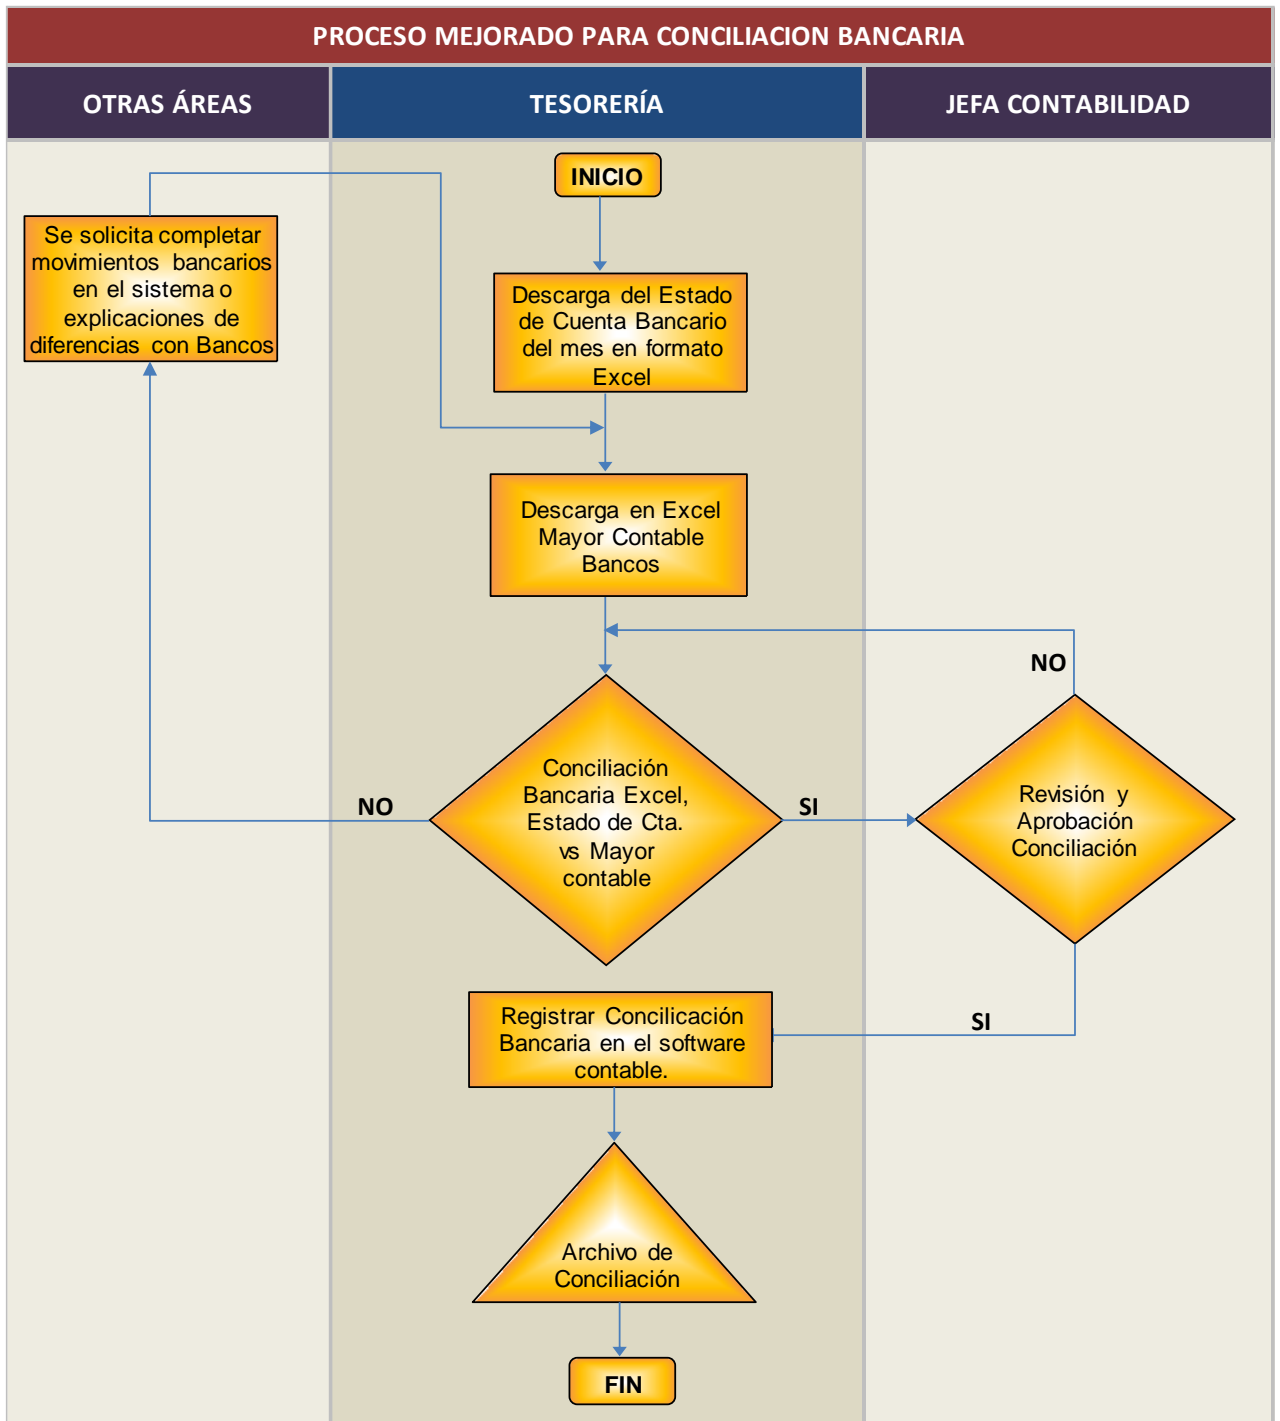 PROCESO MEJORADO PARA CONCILIACION BANCARIA
OTRAS ÁREAS
TESORERÍA
JEFA CONTABILIDAD
INICIO
Se solicita completar
movimientos bancarios
en el sistema o
explicaciones de
diferencias con Bancos
Descarga del Estado
de Cuenta Bancario
del mes en formato
Excel
Descarga en Excel
Mayor Contable
Bancos
NO
Conciliación
Bancaria Excel,
Estado de Cta.
vs Mayor
contable
NO
SI
Revisión y
Aprobación
Conciliación
Registrar Concilicación
Bancaria en el software
contable.
SI
Archivo de
Conciliación
FIN